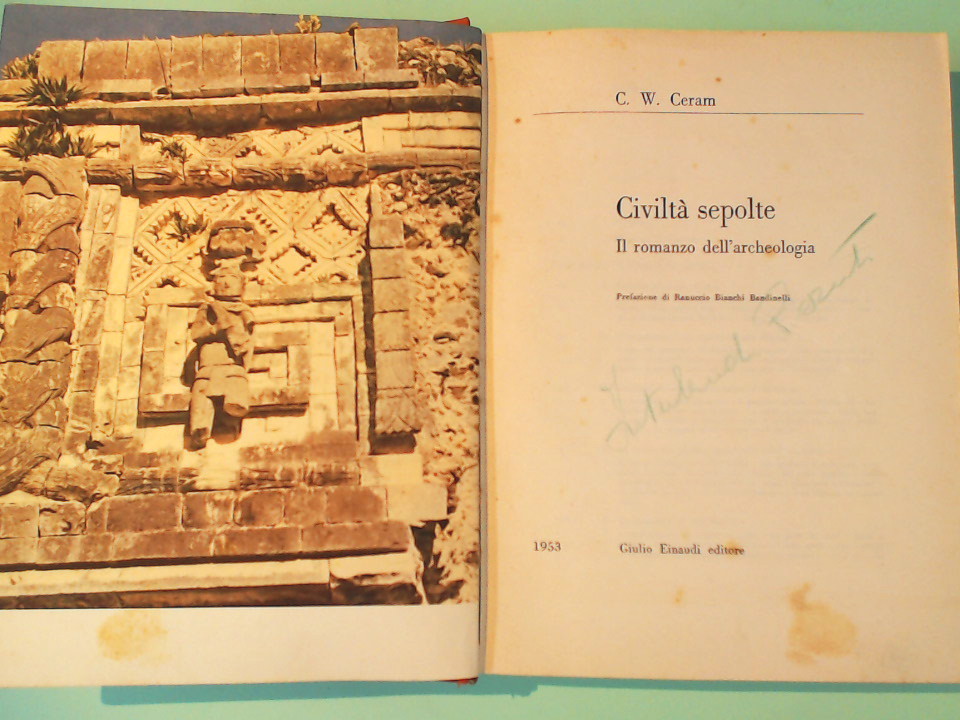 C. W. Ceram
Civiltà sepolte
Il romanzo dell'archeologia
Prefazione di Ranuccio Bianchi Bandinelli
1953 Giulio Einaudi editore